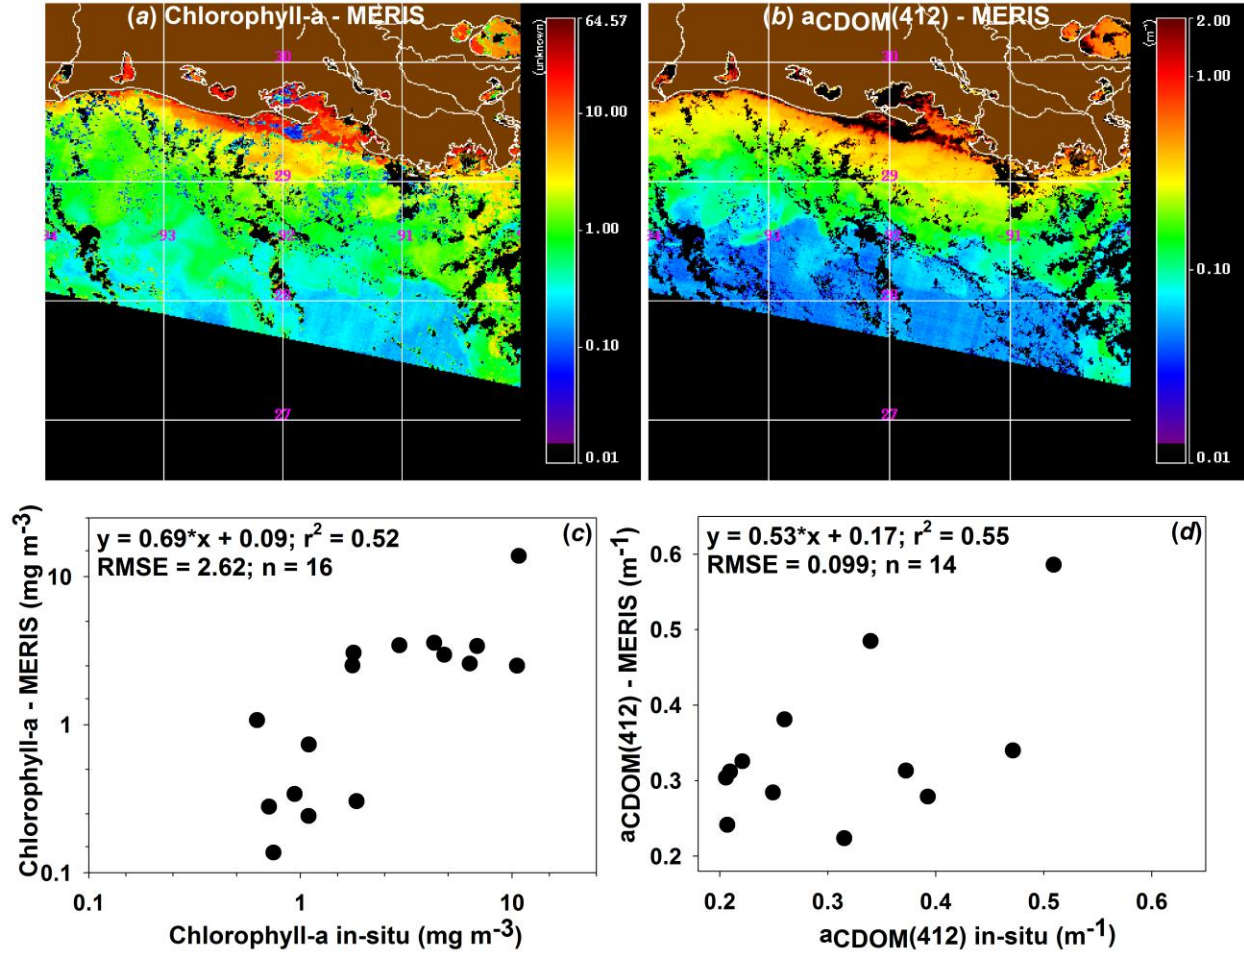 (a) Chlorophyll-a - MERIS
64.57
(unknown)
10.00
1.00
0.10
0.01
30
29
93
92
91
28
27
(b) aCDOM(412) - MERIS
2.00
(m⁻¹)
1.00
0.10
0.01
30
29
93
92
91
28
27
y = 0.69*x + 0.09; r² = 0.52
(c)
RMSE = 2.62; n = 16
Chlorophyll-a - MERIS (mg m⁻³)
10
1
0.1
0.1 1 10
Chlorophyll-a in-situ (mg m⁻³)
y = 0.53*x + 0.17; r² = 0.55
(d)
RMSE = 0.099; n = 14
aCDOM(412) - MERIS (m⁻¹)
0.6
0.5
0.4
0.3
0.2
0.2 0.3 0.4 0.5 0.6
aCDOM(412) in-situ (m⁻¹)